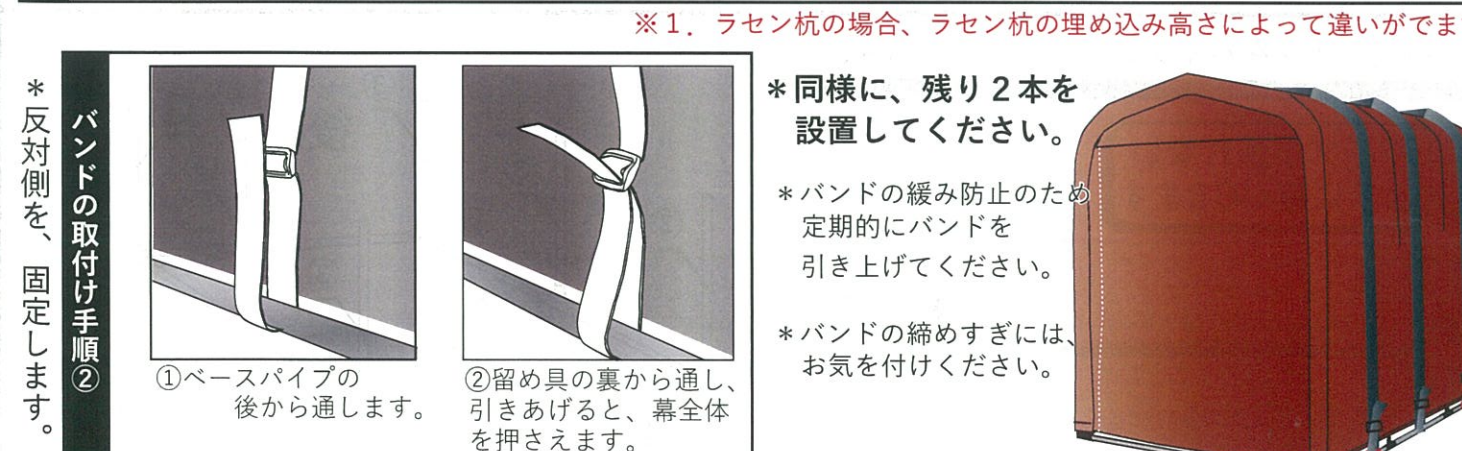 ※１．ラセン杭の場合、ラセン杭の埋め込み高さによって違いがでま
＊反対側を、固定します。
バンドの取付け手順②
①ベースパイプの
後から通します。
②留め具の裏から通し、
引きあげると、幕全体
を押さえます。
＊同様に、残り２本を
設置してください。
＊バンドの緩み防止のため
定期的にバンドを
引き上げてください。
＊バンドの締めすぎには、
お気を付けください。